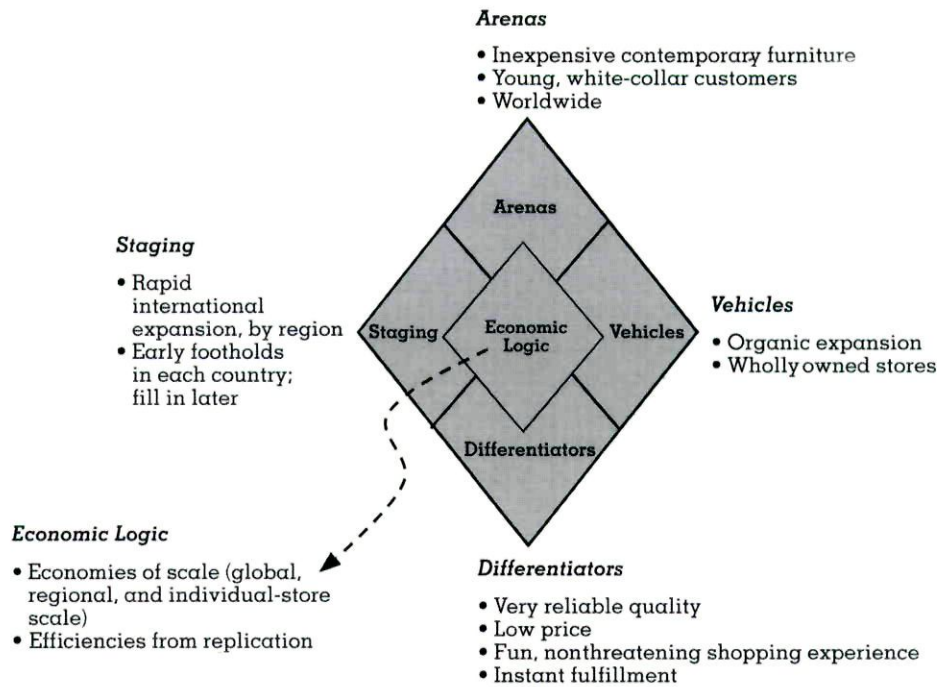 Arenas
• Inexpensive contemporary furniture
• Young, white-collar customers
• Worldwide
Arenas
Staging
• Rapid
international
expansion, by region
• Early footholds
in each country;
fill in later
Staging
Economic
Logic
Vehicles
Vehicles
• Organic expansion
• Wholly owned stores
Differentiators
Economic Logic
• Economies of scale (global,
regional, and individual-store
scale)
• Efficiencies from replication
Differentiators
• Very reliable quality
• Low price
• Fun, nonthreatening shopping experience
• Instant fulfillment